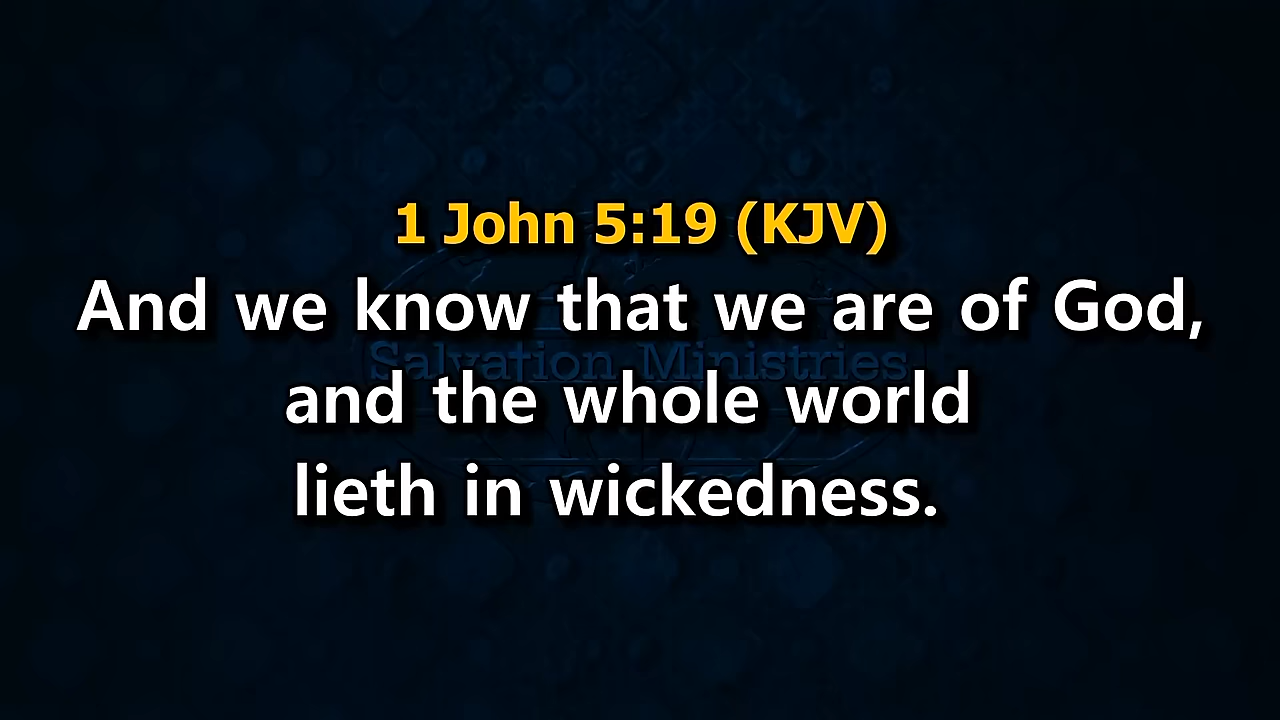 1 John 5:19 (KJV)
And we know that we are of God,
Salvation Ministries
and the whole world
lieth in wickedness.